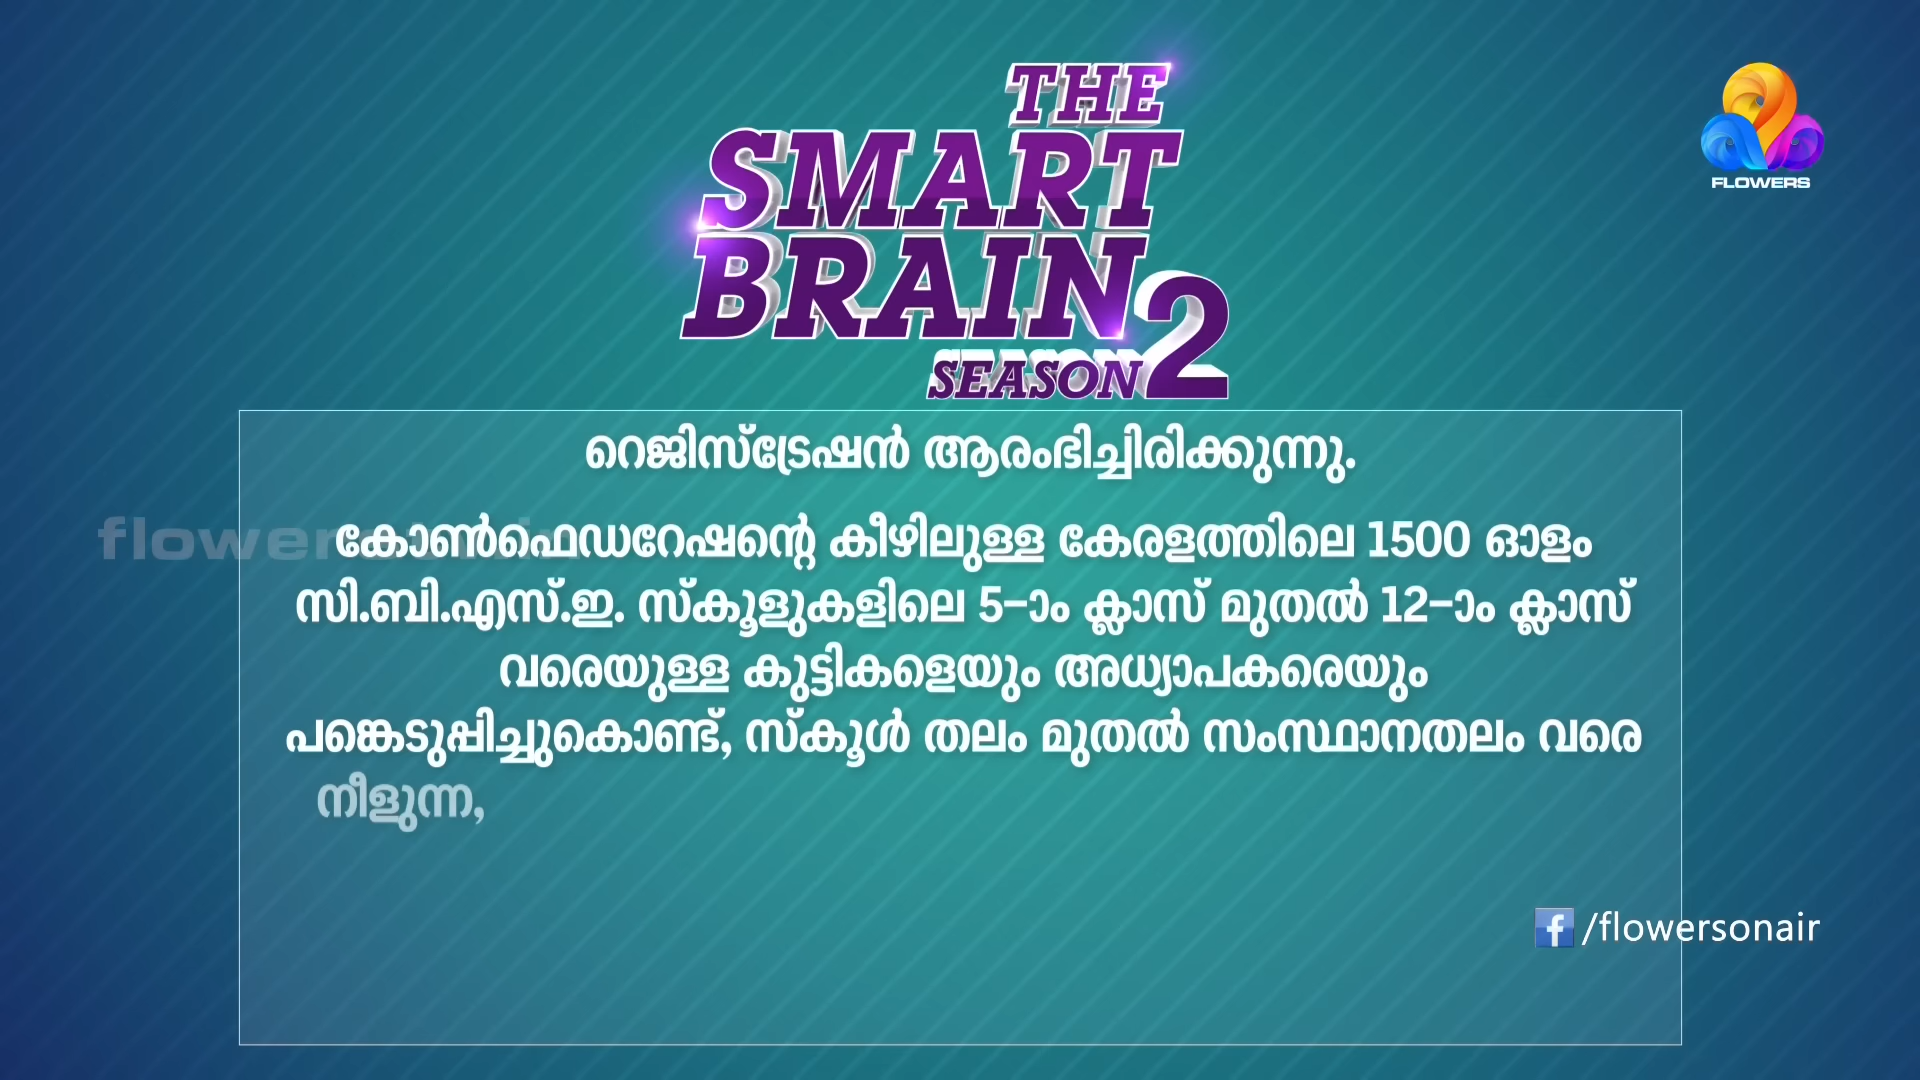 THE
SMART
BRAIN
SEASON 2
FLOWERS
റെജിസ്ട്രേഷൻ ആരംഭിച്ചിരിക്കുന്നു.
കോൺഫെഡറേഷന്റെ കീഴിലുള്ള കേരളത്തിലെ 1500 ഓളം
സി.ബി.എസ്.ഇ. സ്കൂളുകളിലെ 5-ാം ക്ലാസ് മുതൽ 12-ാം ക്ലാസ്
വരെയുള്ള കുട്ടികളെയും അധ്യാപകരെയും
പങ്കെടുപ്പിച്ചുകൊണ്ട്, സ്കൂൾ തലം മുതൽ സംസ്ഥാനതലം വരെ
നീളുന്ന,
/flowersonair